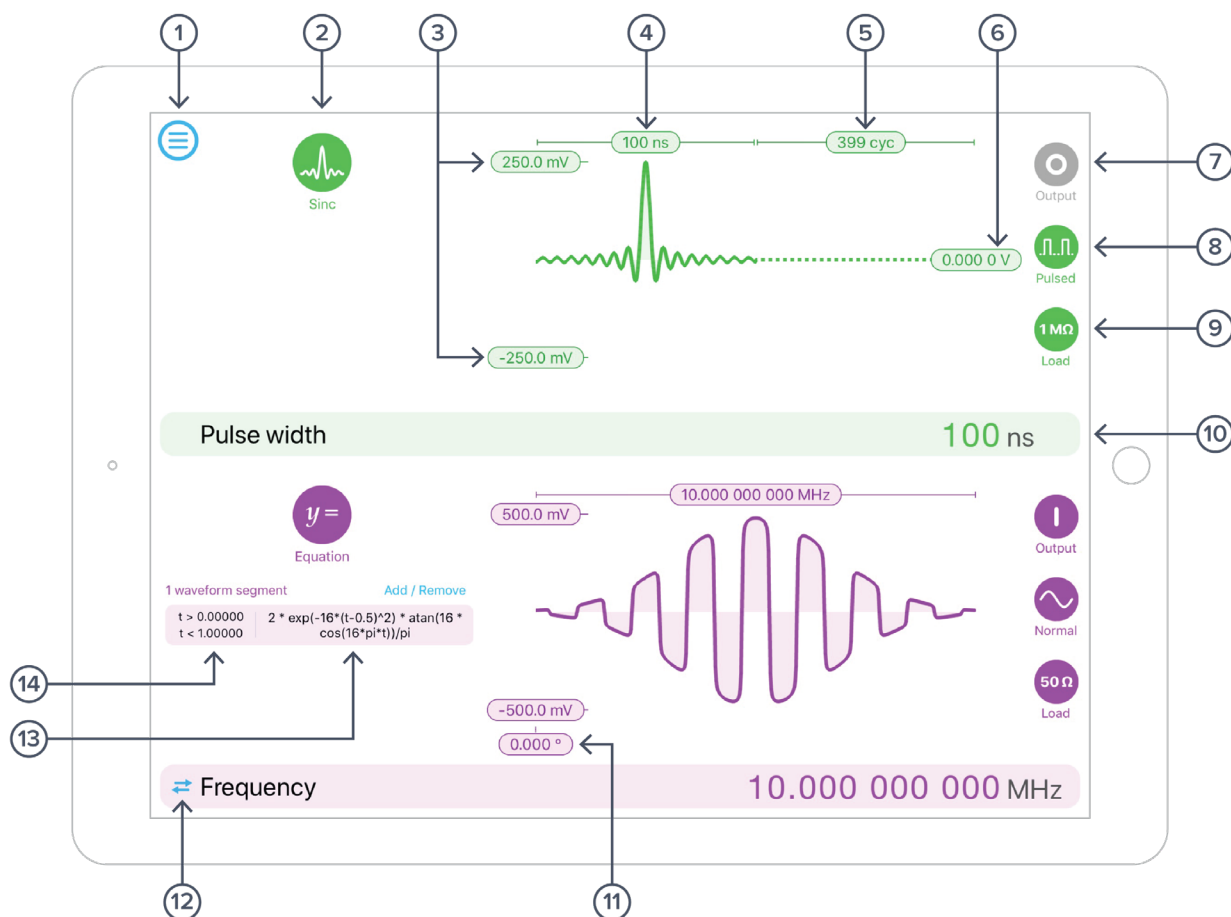 1
2
3
4
5
6
100 ns
399 cyc
250.0 mV
7
Output
Sinc
8
0.000 0 V
Pulsed
1 MΩ
9
-250.0 mV
Load
Pulse width
100 ns
10
10.000 000 000 MHz
500.0 mV
y =
Equation
Output
1 waveform segment
Add / Remove
t > 0.00000
t < 1.00000
2 * exp(-16*(t-0.5)^2) * atan(16 *
cos(16*pi*t))/pi
Normal
14
50 Ω
-500.0 mV
Load
13
0.000 °
Frequency
10.000 000 000 MHz
12
11